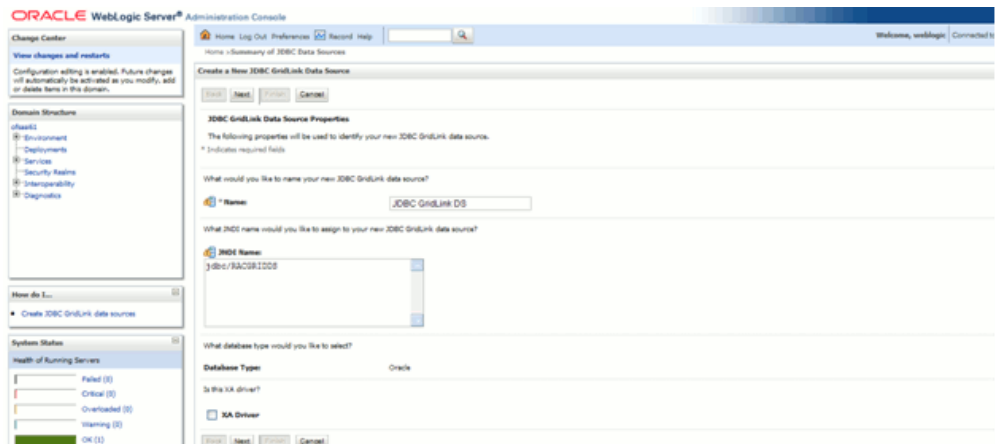 ORACLE WebLogic Server® Administration Console
Change Center
View changes and restarts
Configuration editing is enabled. Future changes
will automatically be activated as you modify, add
or delete items in this domain.
Domain Structure
ofsaa61
Environment
Deployments
Services
Security Realms
Interoperability
Diagnostics
How do I...
Create JDBC GridLink data sources
System Status
Health of Running Servers
Failed (0)
Critical (0)
Overloaded (0)
Warning (0)
OK (1)
Home Log Out Preferences Record Help
Welcome, weblogic Connected to
Home >Summary of JDBC Data Sources
Create a New JDBC GridLink Data Source
Back Next Finish Cancel
JDBC GridLink Data Source Properties
The following properties will be used to identify your new JDBC GridLink data source.
* Indicates required fields
What would you like to name your new JDBC GridLink data source?
* Name: JDBC GridLink DS
What JNDI name would you like to assign to your new JDBC GridLink data source?
JNDI Name:
jdbc/RACGRIDDS
What database type would you like to select?
Database Type: Oracle
Is this XA driver?
XA Driver
Back Next Finish Cancel